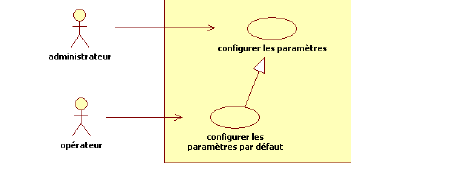 configurer les paramètres
administrateur
configurer les
paramètres par défaut
opérateur